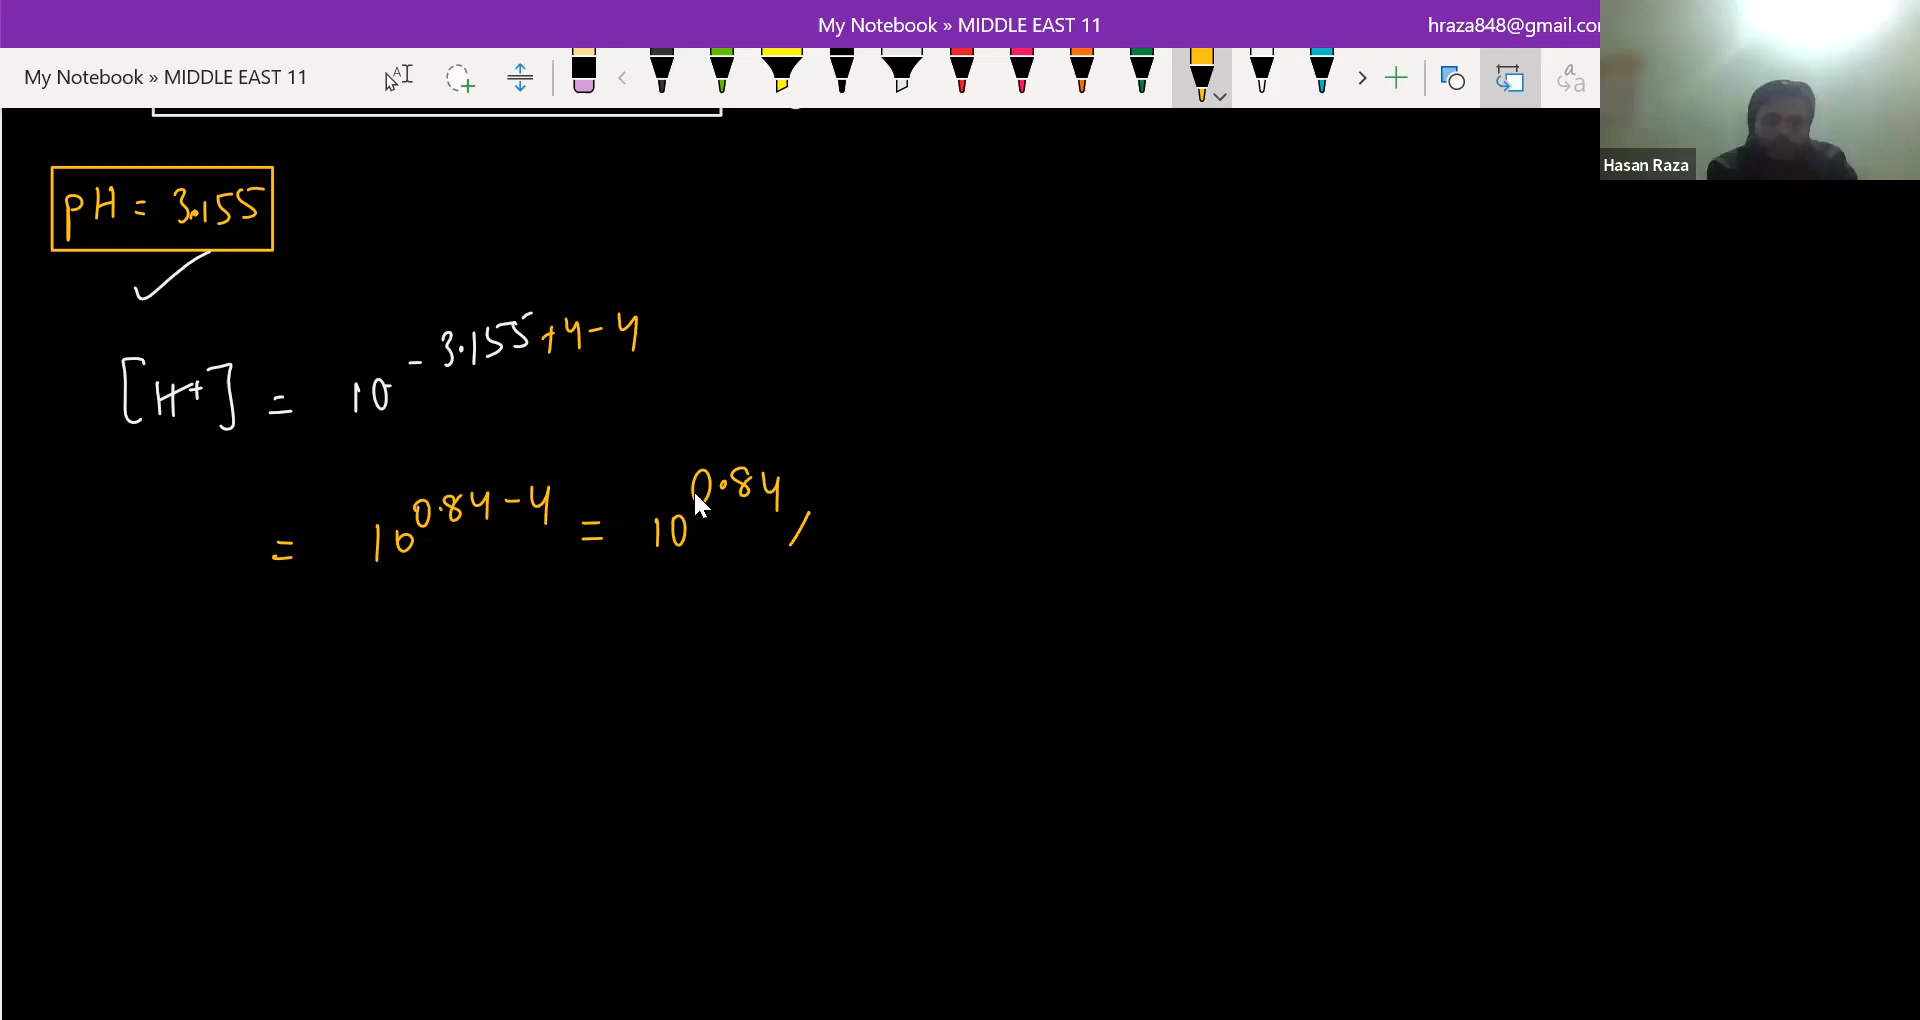 My Notebook » MIDDLE EAST 11
hraza848@gmail.co
My Notebook » MIDDLE EAST 11
Hasan Raza
pH = 3.155
[H+] = 10^-3.155+4-4
= 10^0.84-4 = 10^0.84 /